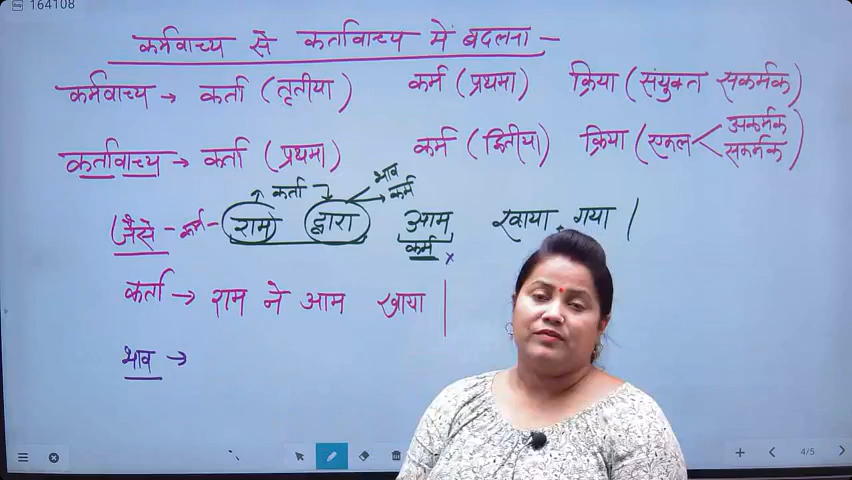 164108
कर्मवाच्य से कर्तावाच्य में बदलना -
कर्मवाच्य → कर्ता (तृतीया) कर्म (प्रथमा) क्रिया (संयुक्त सकर्मक)
कर्तावाच्य → कर्ता (प्रथमा) कर्म (द्वितीया) क्रिया (एकल अकर्मक सकर्मक)
कर्ता भाव कर्म
जैसे - कर्म - राम द्वारा आम खाया गया |
कर्म x
कर्ता → राम ने आम खाया |
भाव →
4/5